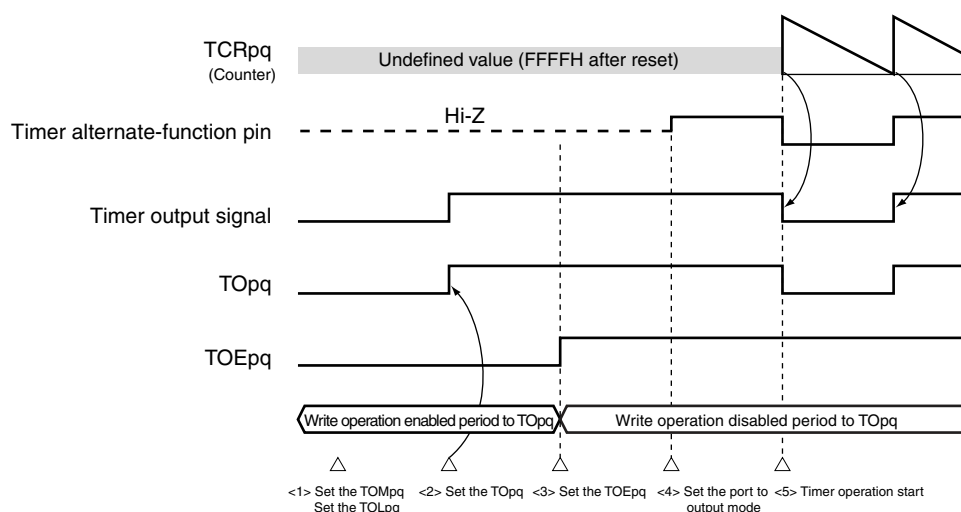 TCRpq
(Counter)
Undefined value (FFFFH after reset)
Timer alternate-function pin
Hi-Z
Timer output signal
TOpq
TOEpq
Write operation enabled period to TOpq
Write operation disabled period to TOpq
<1> Set the TOMpq
Set the TOLpq
<2> Set the TOpq
<3> Set the TOEpq
<4> Set the port to
output mode
<5> Timer operation start